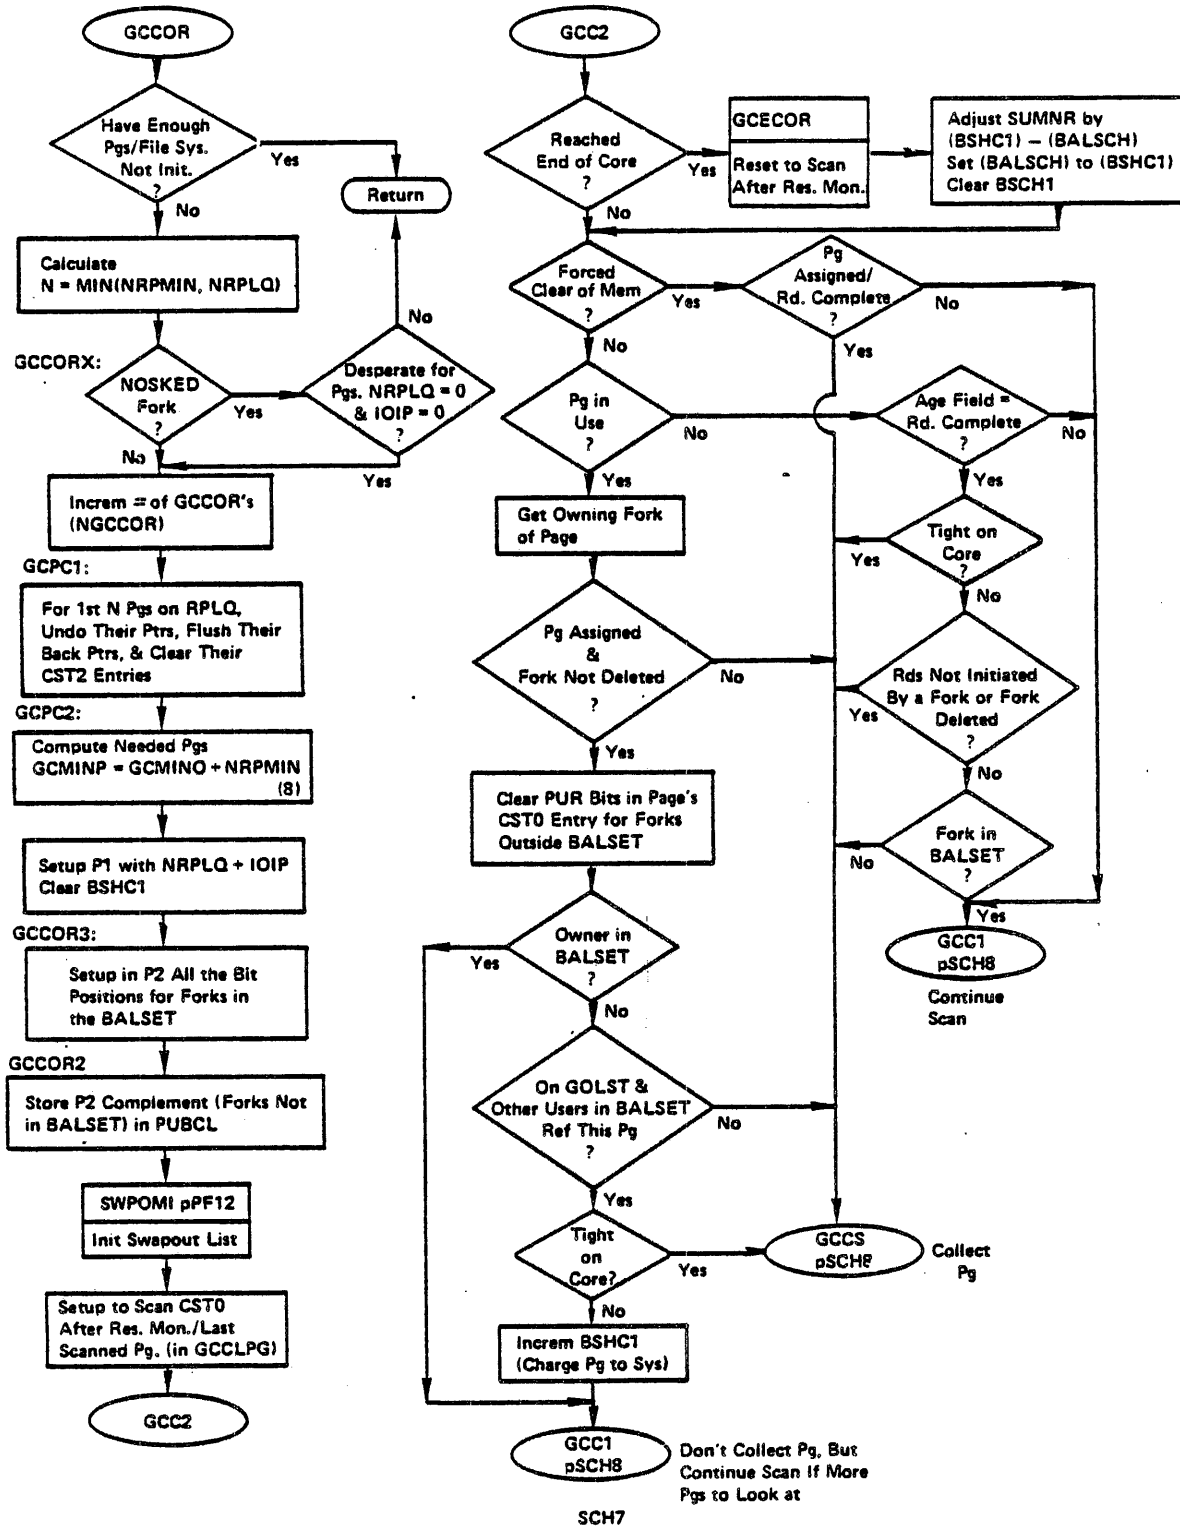 GCCOR
Have Enough
Pgs/File Sys.
Not Init.
?
Yes
No
Return
Calculate
N = MIN(NRPMIN, NRPLQ)
GCCORX:
NOSKED
Fork
?
Yes
No
Desperate for
Pgs. NRPLQ = 0
& IOIP = 0
?
No
Yes
Increm = of GCCOR's
(NGCCOR)
GCPC1:
For 1st N Pgs on RPLQ,
Undo Their Ptrs, Flush Their
Back Ptrs, & Clear Their
CST2 Entries
GCPC2:
Compute Needed Pgs
GCMINP = GCMINO + NRPMIN
(8)
Setup P1 with NRPLQ + IOIP
Clear BSHC1
GCCOR3:
Setup in P2 All the Bit
Positions for Forks in
the BALSET
GCCOR2
Store P2 Complement (Forks Not
in BALSET) in PUBCL
SWPOMI pPF12
Init Swapout List
Setup to Scan CST0
After Res. Mon./Last
Scanned Pg. (in GCCLPG)
GCC2
GCC2
Reached
End of Core
?
Yes
No
GCECOR
Reset to Scan
After Res. Mon.
Adjust SUMNR by
(BSHC1) – (BALSCH)
Set (BALSCH) to (BSHC1)
Clear BSCH1
Forced
Clear of Mem
?
Yes
No
Pg
Assigned/
Rd. Complete
?
No
Yes
Pg in
Use
?
No
Yes
Age Field =
Rd. Complete
?
No
Yes
Get Owning Fork
of Page
Tight on
Core
?
Yes
No
Pg Assigned
&
Fork Not Deleted
?
No
Yes
Rds Not Initiated
By a Fork or Fork
Deleted
?
Yes
No
Clear PUR Bits in Page's
CST0 Entry for Forks
Outside BALSET
Fork in
BALSET
?
No
Yes
GCC1
pSCH8
Continue
Scan
Owner in
BALSET
?
Yes
No
On GOLST &
Other Users in BALSET
Ref This Pg
?
No
Yes
Tight
on
Core?
Yes
No
GCCS
pSCH8
Collect
Pg
Increm BSHC1
(Charge Pg to Sys)
GCC1
pSCH8
Don't Collect Pg, But
Continue Scan If More
Pgs to Look at
SCH7